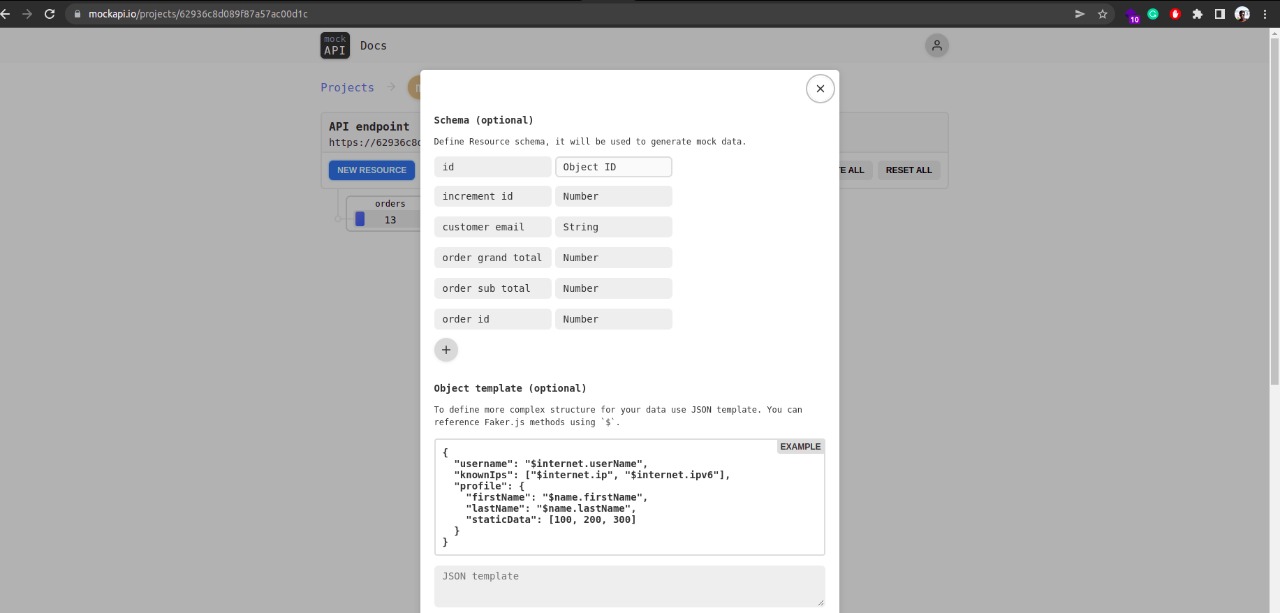 mockapi.io/projects/62936c8d089f87a57ac00d1c
10
mock
API
Docs
Projects
API endpoint
https://62936c8d
NEW RESOURCE
ALL
RESET ALL
orders
13
Schema (optional)
Define Resource schema, it will be used to generate mock data.
id Object ID
increment id Number
customer email String
order grand total Number
order sub total Number
order id Number
+
Object template (optional)
To define more complex structure for your data use JSON template. You can
reference Faker.js methods using `$`.
EXAMPLE
{
"username": "$internet.userName",
"knownIps": ["$internet.ip", "$internet.ipv6"],
"profile": {
"firstName": "$name.firstName",
"lastName": "$name.lastName",
"staticData": [100, 200, 300]
}
}
JSON template